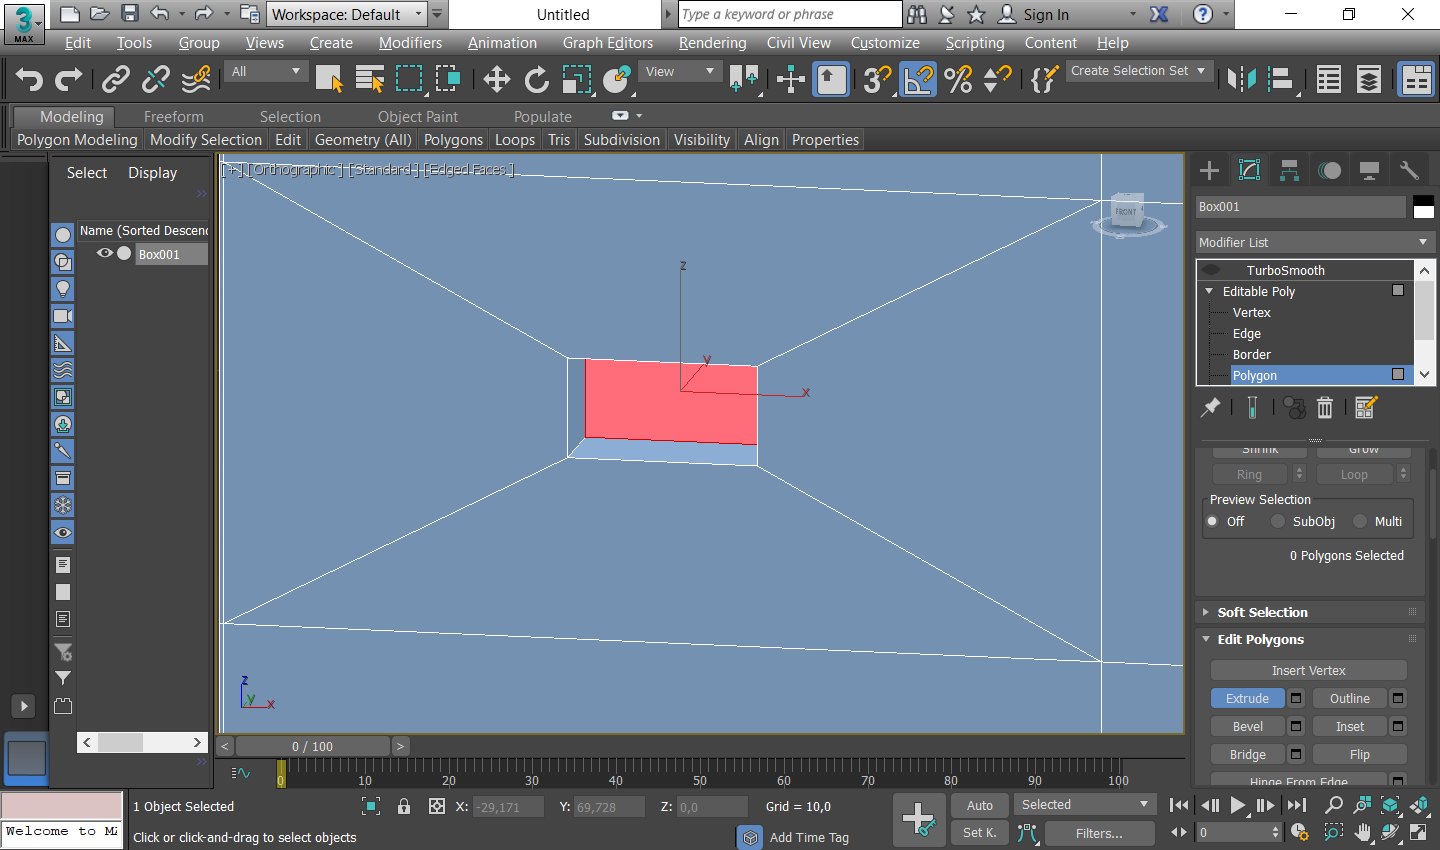 3
MAX
Workspace: Default
Untitled
Type a keyword or phrase
Sign In
?
Edit Tools Group Views Create Modifiers Animation Graph Editors Rendering Civil View Customize Scripting Content Help
All
View
3
Create Selection Set
Modeling Freeform Selection Object Paint Populate
Polygon Modeling Modify Selection Edit Geometry (All) Polygons Loops Tris Subdivision Visibility Align Properties
Select Display
Name (Sorted Descend
Box001
[+] [Orthographic] [Standard] [Edged Faces]
FRONT
z
y
x
z
y
x
Box001
Modifier List
TurboSmooth
Editable Poly
Vertex
Edge
Border
Polygon
Shrink Grow
Ring Loop
Preview Selection
Off SubObj Multi
0 Polygons Selected
Soft Selection
Edit Polygons
Insert Vertex
Extrude Outline
Bevel Inset
Bridge Flip
Hinge From Edge
< 0 / 100 >
0 10 20 30 40 50 60 70 80 90 100
Welcome to MA
1 Object Selected
X: -29,171 Y: 69,728 Z: 0,0 Grid = 10,0
Click or click-and-drag to select objects
Add Time Tag
Auto Selected
Set K. Filters...
0